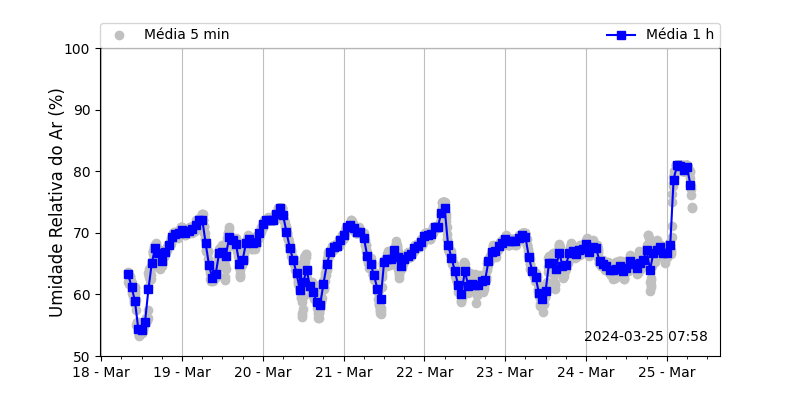 Média 5 min Média 1 h
Umidade Relativa do Ar (%)
100
90
80
70
60
50
2024-03-25 07:58
18 - Mar 19 - Mar 20 - Mar 21 - Mar 22 - Mar 23 - Mar 24 - Mar 25 - Mar